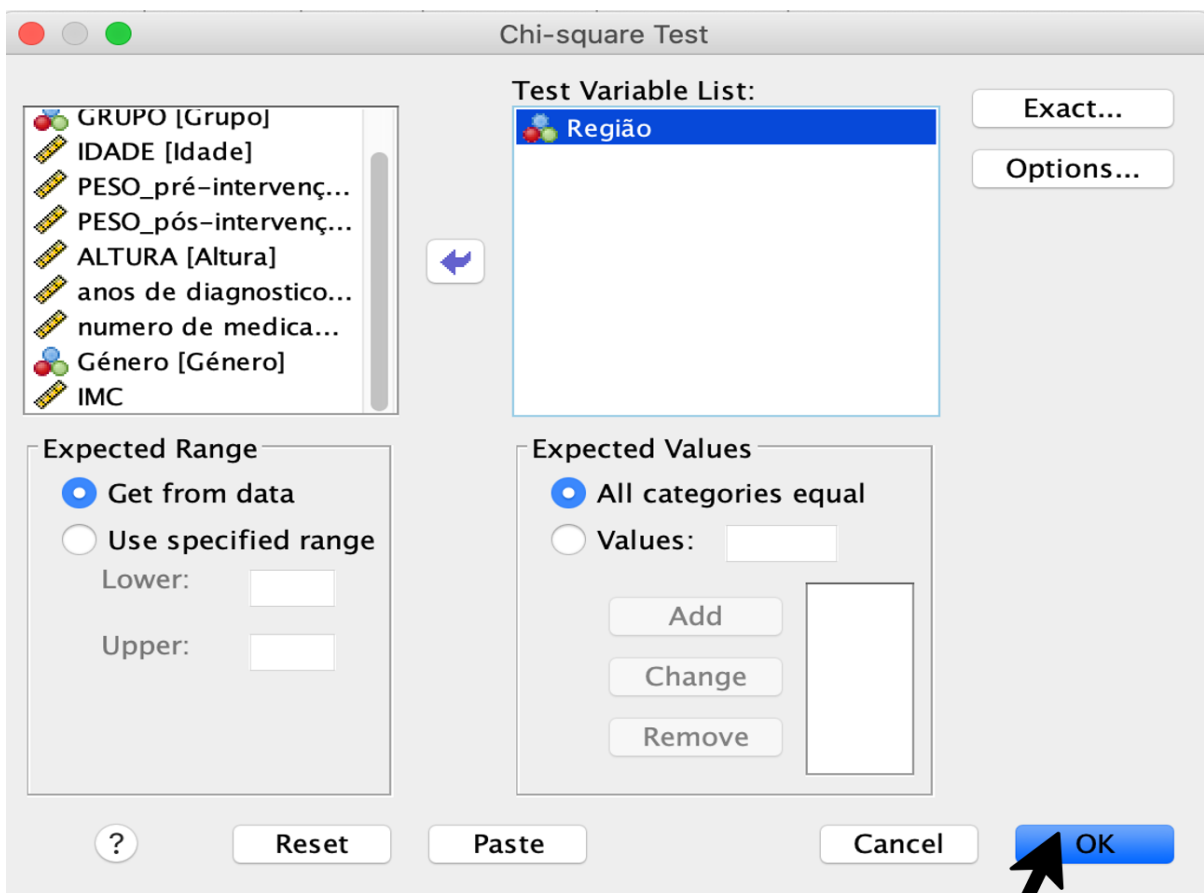 Chi-square Test
GRUPO [Grupo]
IDADE [Idade]
PESO_pré-intervenç...
PESO_pós-intervenç...
ALTURA [Altura]
anos de diagnostico...
numero de medica...
Género [Género]
IMC
Test Variable List:
Região
Exact...
Options...
Expected Range
Get from data
Use specified range
Lower:
Upper:
Expected Values
All categories equal
Values:
Add
Change
Remove
?
Reset
Paste
Cancel
OK